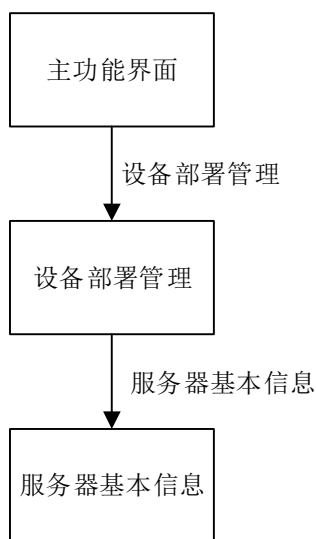 主功能界面
设备部署管理
设备部署管理
服务器基本信息
服务器基本信息